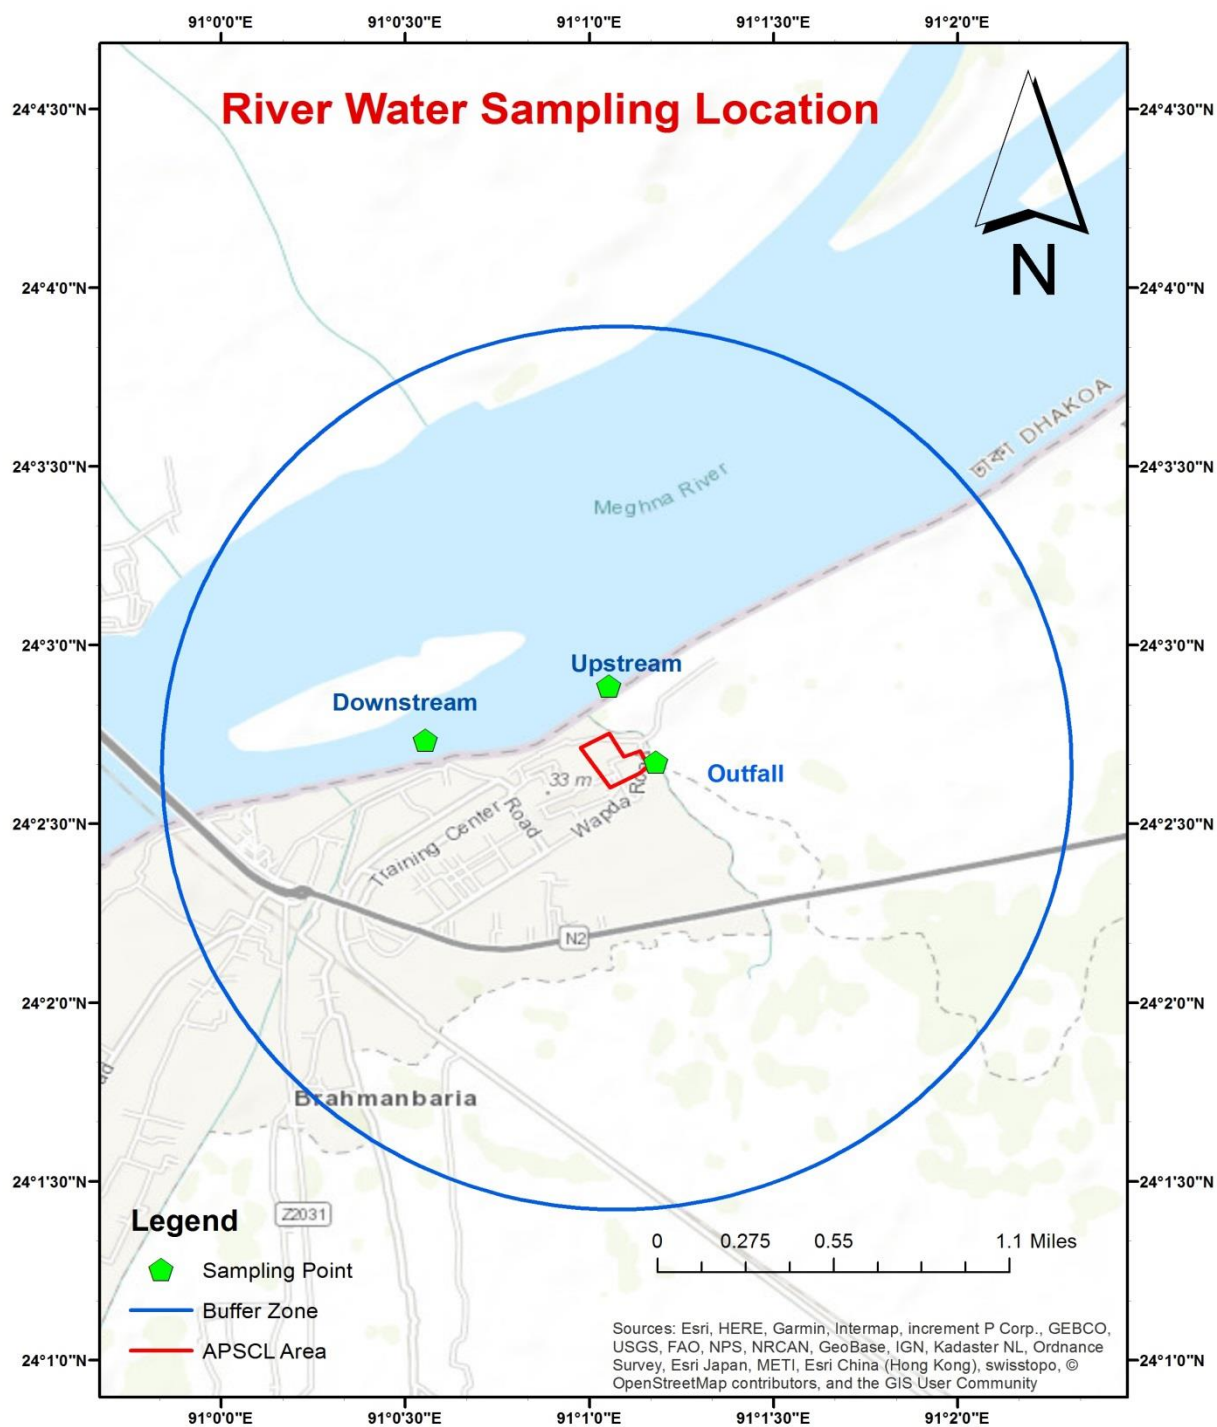 91°0'0"E 91°0'30"E 91°1'0"E 91°1'30"E 91°2'0"E
River Water Sampling Location
24°4'30"N 24°4'30"N
N
24°4'0"N 24°4'0"N
ঢাকা DHAKOA
24°3'30"N 24°3'30"N
Meghna River
24°3'0"N 24°3'0"N
Upstream
Downstream
33 m
Outfall
Road
Training Center
Road
Wapda
24°2'30"N 24°2'30"N
N2
24°2'0"N 24°2'0"N
Brahmanbaria
24°1'30"N 24°1'30"N
Z2031
Legend
Sampling Point
Buffer Zone
APSCL Area
0 0.275 0.55 1.1 Miles
Sources: Esri, HERE, Garmin, Intermap, increment P Corp., GEBCO,
USGS, FAO, NPS, NRCAN, GeoBase, IGN, Kadaster NL, Ordnance
Survey, Esri Japan, METI, Esri China (Hong Kong), swisstopo, ©
OpenStreetMap contributors, and the GIS User Community
24°1'0"N 24°1'0"N
91°0'0"E 91°0'30"E 91°1'0"E 91°1'30"E 91°2'0"E